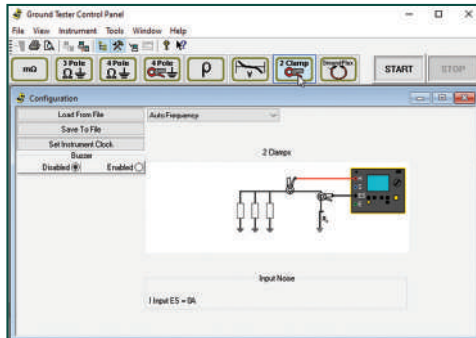 Ground Tester Control Panel
File View Instrument Tools Window Help
mΩ 3 Pole Ω 4 Pole Ω 4 Pole Ω ρ V 2 Clamp Ground Flex START STOP
Configuration
Load From File Auto Frequency
Save To File
Set Instrument Clock
Buzzer
Disabled Enabled
2 Clamps
Input Noise
I Input ES = 0A